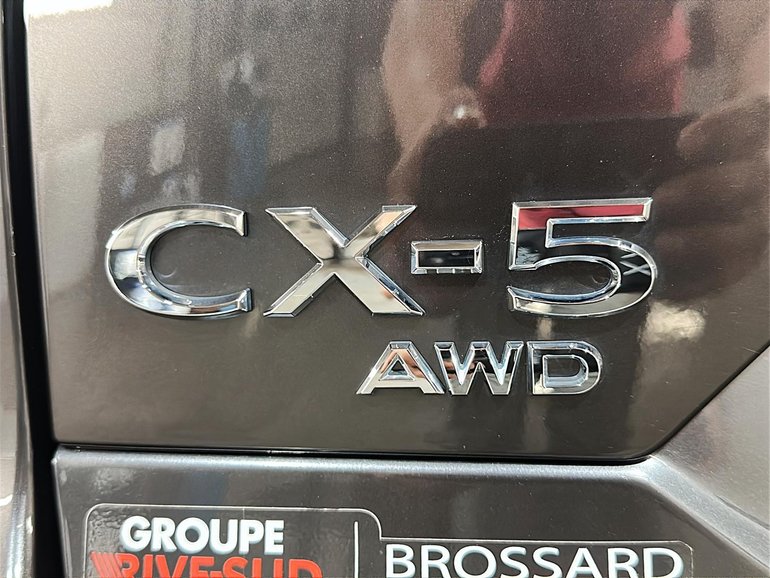 CX-5
AWD
GROUPE
RIVE-SUD
BROSSARD